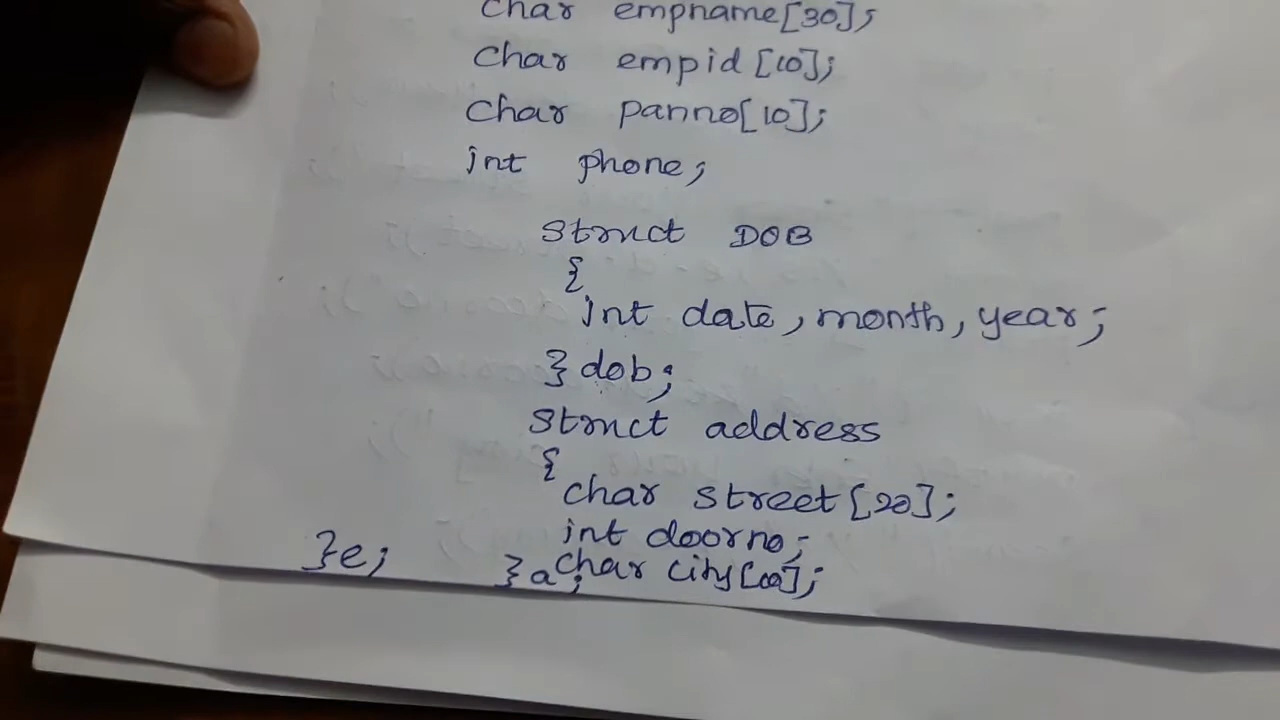 char empname[30];
char empid[10];
char panno[10];
int phone;
struct DOB
{
int date, month, year;
} dob;
struct address
{
char street[20];
int doorno;
char city[20];
} a;
} e;